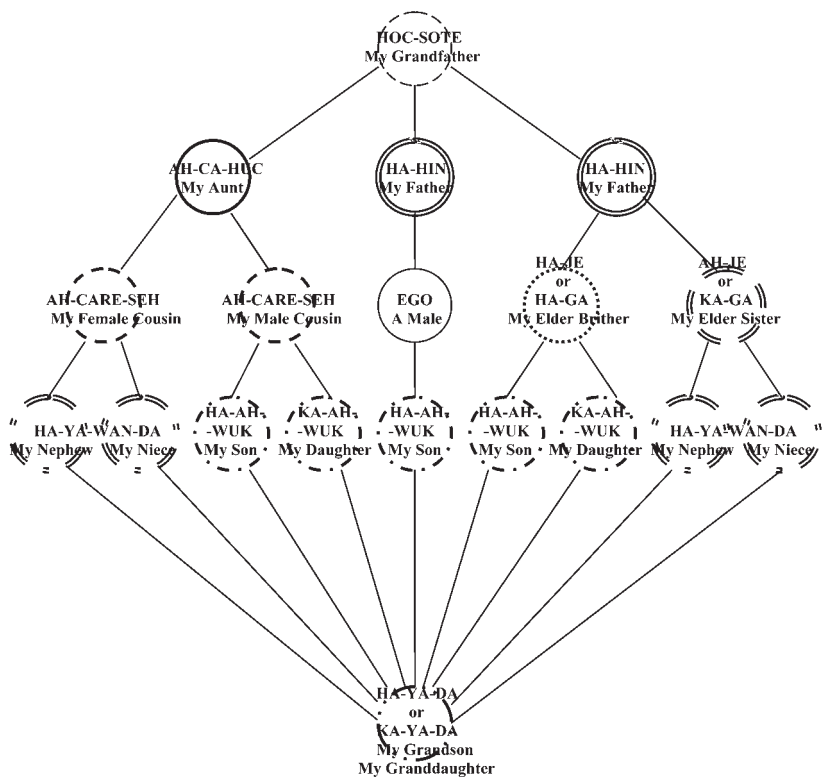 HOC-SOTE
My Grandfather
AH-CA-HUC
My Aunt
HA-HIN
My Father
HA-HIN
My Father
AH-CARE-SEH
My Female Cousin
AH-CARE-SEH
My Male Cousin
EGO
A Male
HA-JE
or
HA-GA
My Elder Brither
AH-JE
or
KA-GA
My Elder Sister
" HA-YA"-WAN-DA "
My Nephew My Niece
HA-AH-
-WUK
My Son
KA-AH-
-WUK
My Daughter
HA-AH-
-WUK
My Son
HA-AH-
-WUK
My Son
KA-AH-
-WUK
My Daughter
" HA-YA"WAN-DA "
My Nephew My Niece
HA-YA-DA
or
KA-YA-DA
My Grandson
My Granddaughter